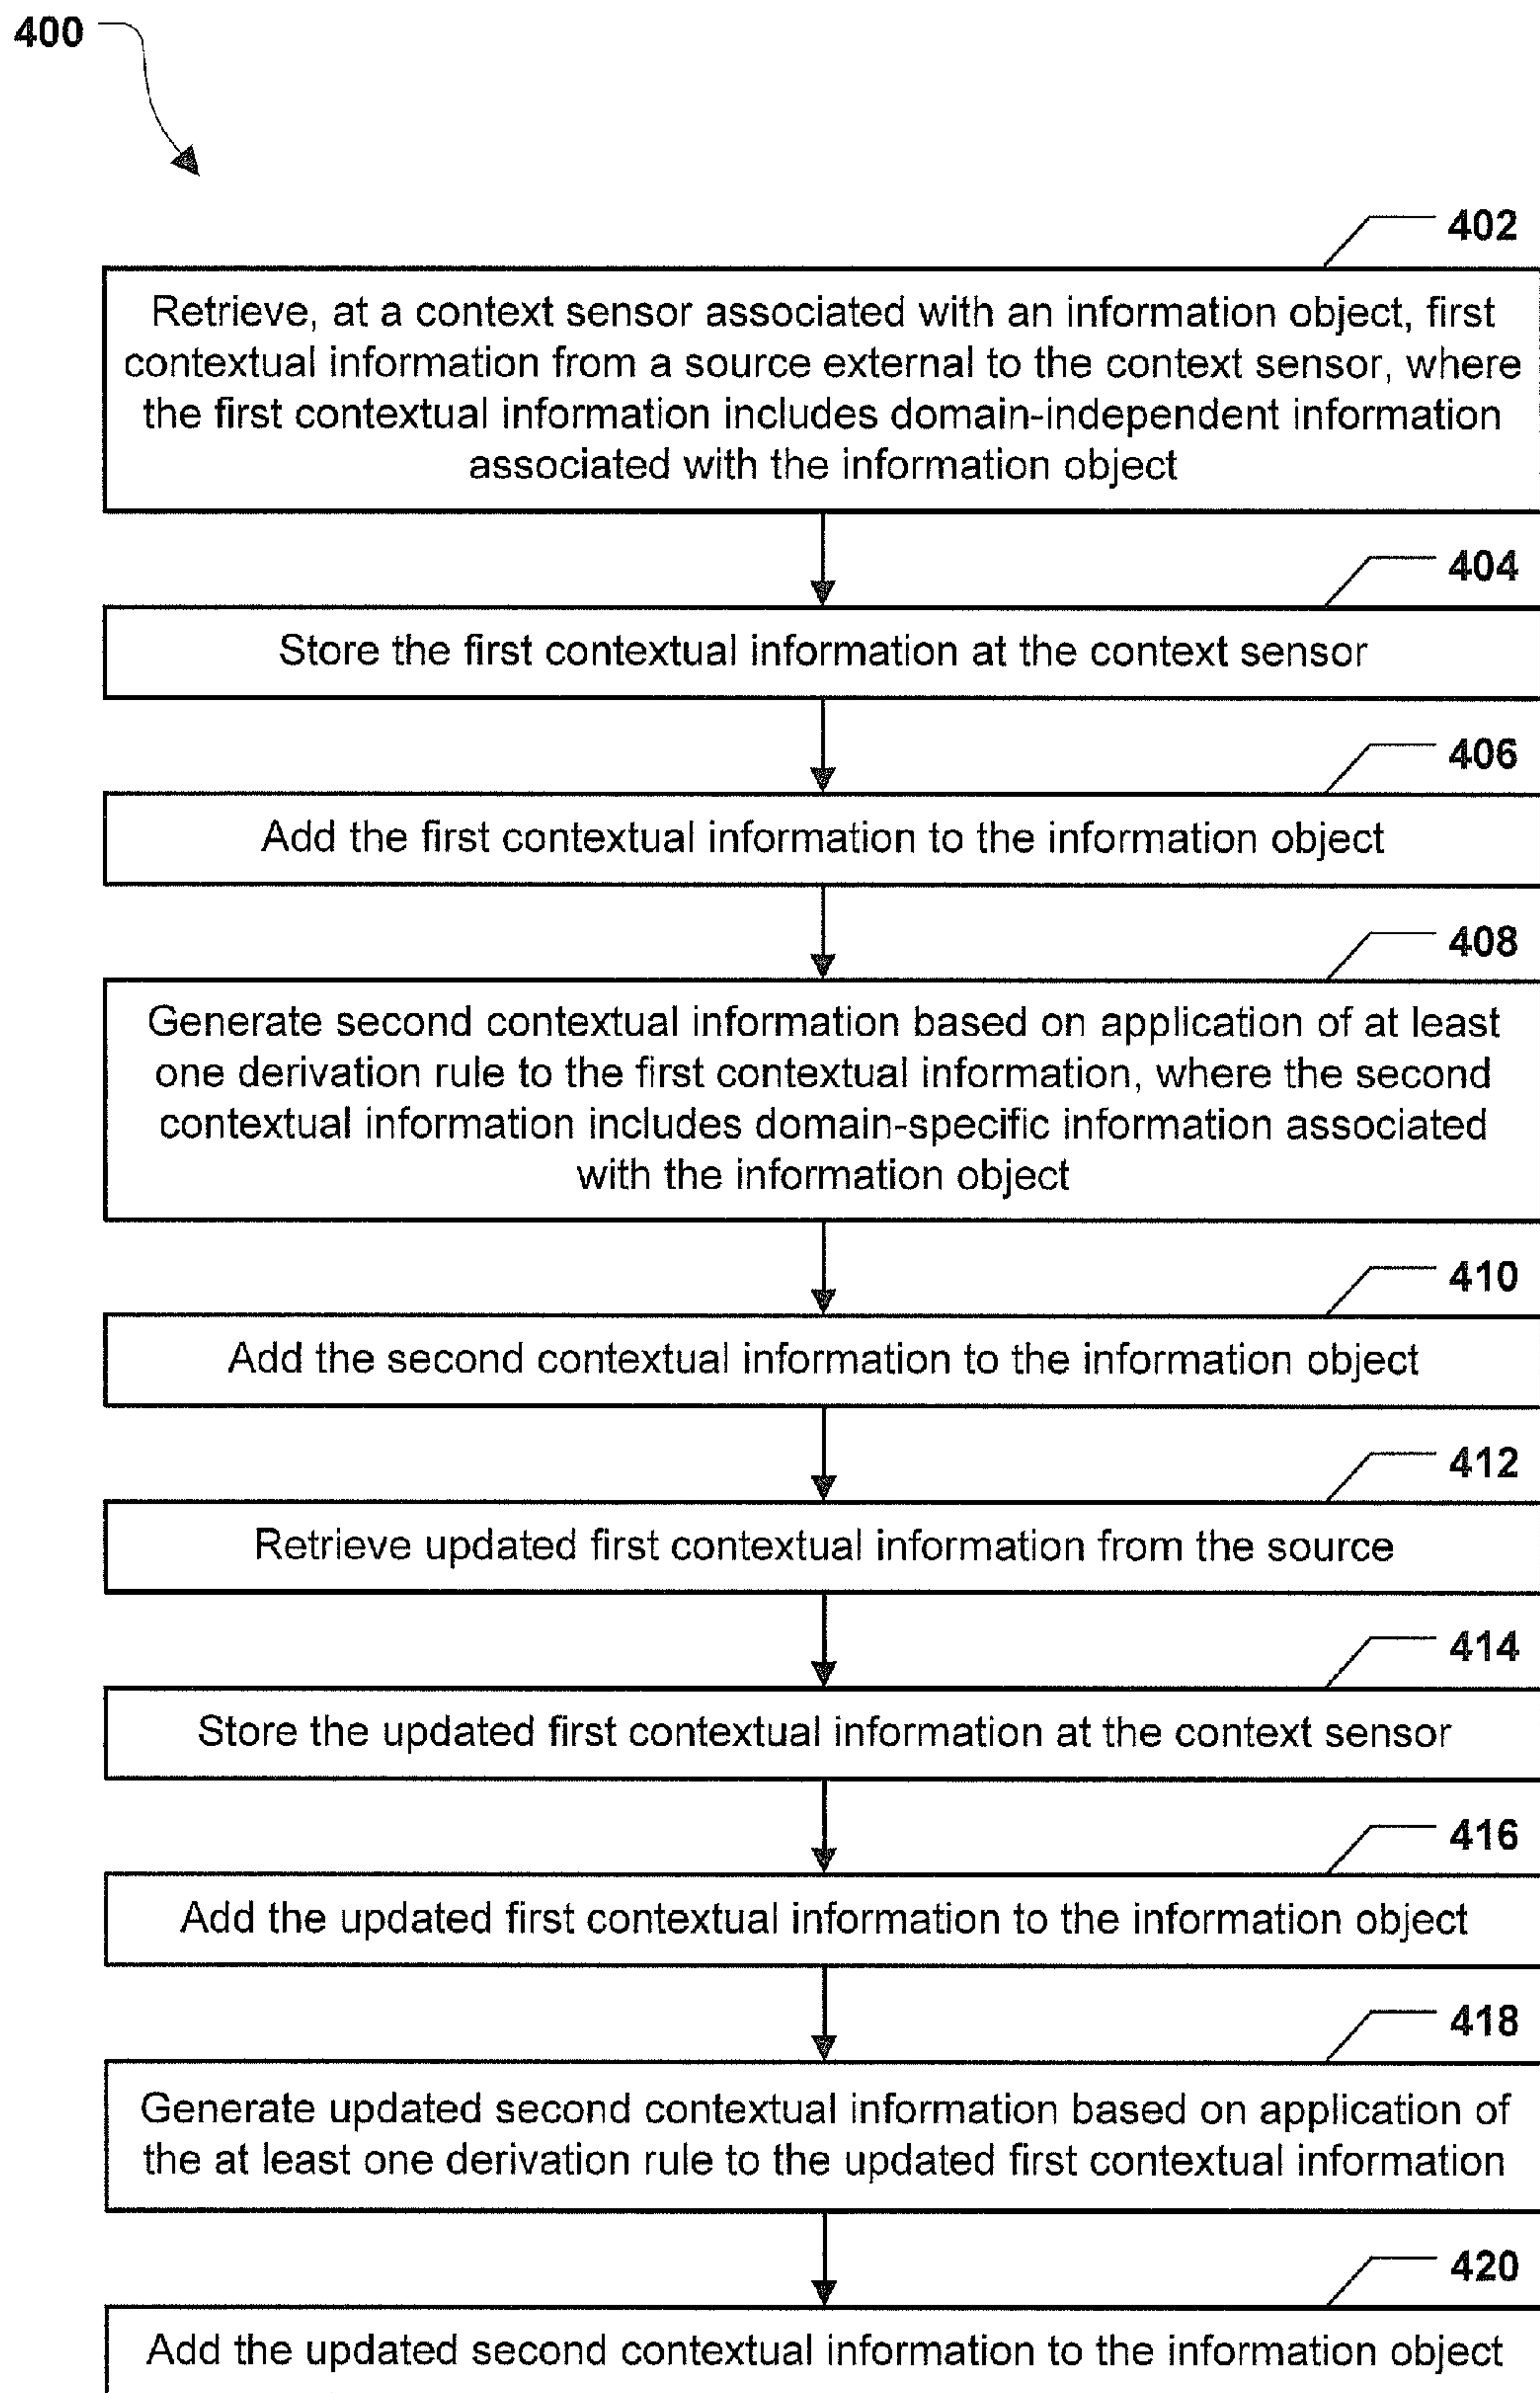 400
402
Retrieve, at a context sensor associated with an information object, first
contextual information from a source external to the context sensor, where
the first contextual information includes domain-independent information
associated with the information object
404
Store the first contextual information at the context sensor
406
Add the first contextual information to the information object
408
Generate second contextual information based on application of at least
one derivation rule to the first contextual information, where the second
contextual information includes domain-specific information associated
with the information object
410
Add the second contextual information to the information object
412
Retrieve updated first contextual information from the source
414
Store the updated first contextual information at the context sensor
416
Add the updated first contextual information to the information object
418
Generate updated second contextual information based on application of
the at least one derivation rule to the updated first contextual information
420
Add the updated second contextual information to the information object